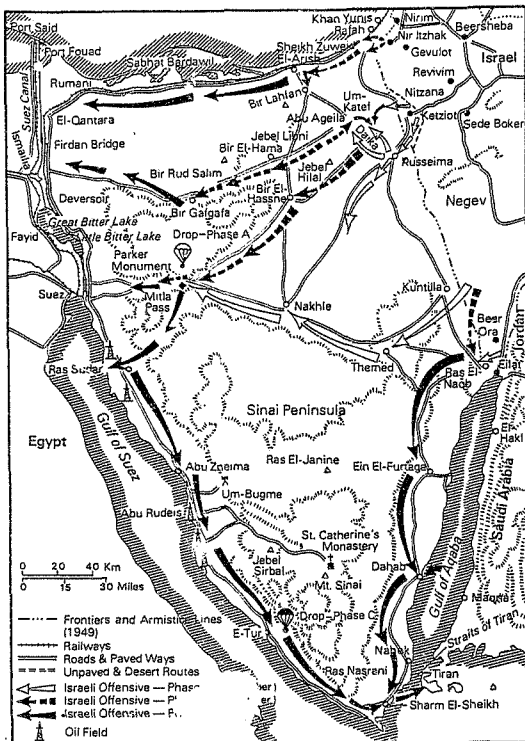 Port Said
Port Fouad
Khan Yunis
Rafah
Nirim
Beersheba
Sheikh Zuweid
El-Arish
Nir Itzhak
Gevulot
Israel
Sabhat Bardawil
Rumani
Bir Lahfan
Um-Katef
Revivim
Nitzana
Suez Canal
El-Qantara
Abu Ageila
Ketziot
Sede Boker
Firdan Bridge
Jebel Libni
Daika
Bir El-Hama
Kusseima
Bir Rud Salim
Jebel Hilal
Deversoir
Bir El-Hassne
Negev
Great Bitter Lake
Bir Gafgafa
Little Bitter Lake
Drop–Phase A
Fayid
Parker Monument
Suez
Mitla Pass
Nakhle
Kuntilla
Beer Ora
Jordan
Themed
Ras Naqb
Eilat
Ras Sudar
Sinai Peninsula
El-Hakl
Egypt
Gulf of Suez
Abu Zneima
Ras El-Janine
Ein El-Furtaga
Saudi Arabia
Um-Bugme
Abu Rudeis
St. Catherine's Monastery
Jebel Sirbal
Mt. Sinai
Dahab
Gulf of Aqaba
0 20 40 Km
0 15 30 Miles
Drop–Phase C
E-Tur
Straits of Tiran
Nabek
Ras Nasrani
Tiran
Sharm El-Sheikh
Frontiers and Armistice Lines
(1949)
Railways
Roads & Paved Ways
Unpaved & Desert Routes
Israeli Offensive — Phase
Israeli Offensive —
Israeli Offensive —
Oil Field